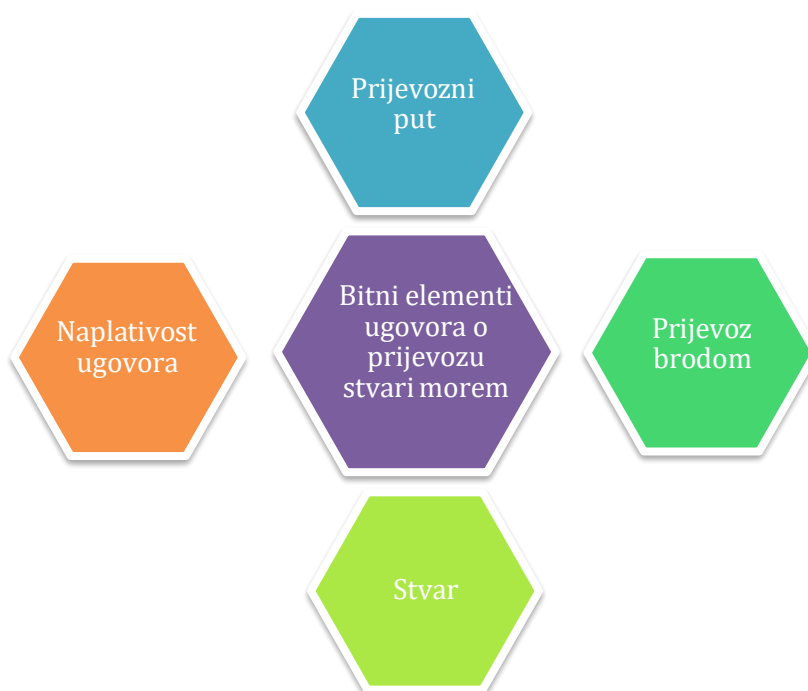 Prijevozni
put
Naplativost
ugovora
Bitni elementi
ugovora o
prijevozu
stvari morem
Prijevoz
brodom
Stvar